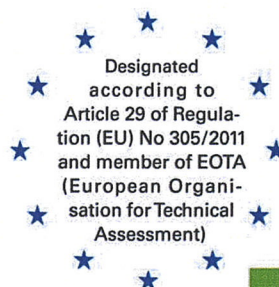 Designated
according to
Article 29 of Regula-
tion (EU) No 305/2011
and member of EOTA
(European Organi-
sation for Technical
Assessment)